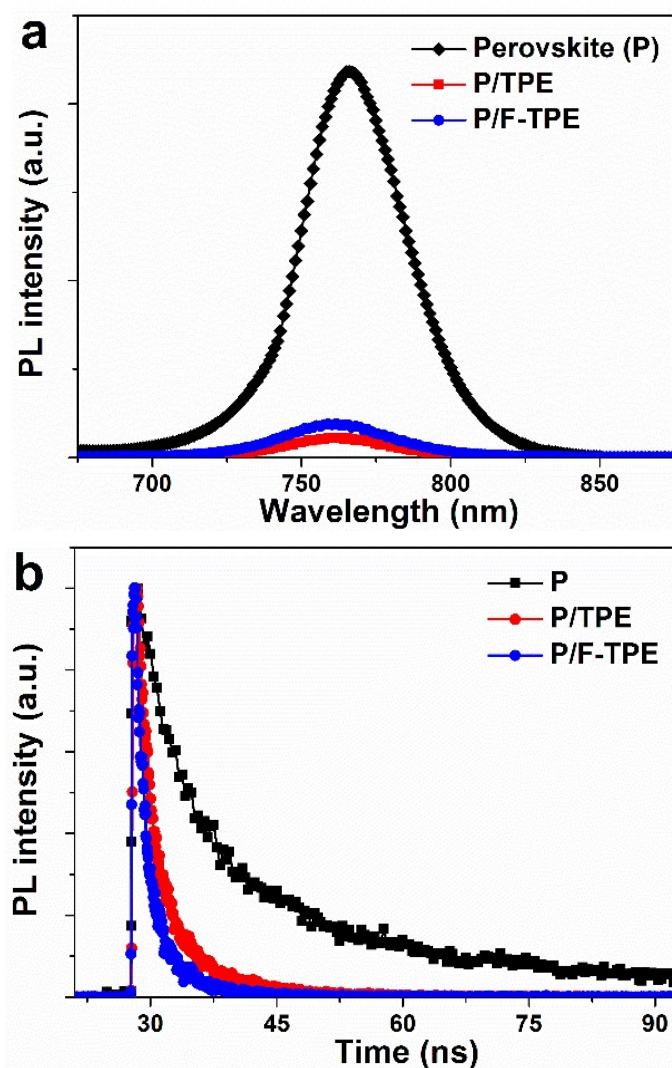 a
Perovskite (P)
P/TPE
P/F-TPE
PL intensity (a.u.)
700 750 800 850
Wavelength (nm)
b
P
P/TPE
P/F-TPE
PL intensity (a.u.)
30 45 60 75 90
Time (ns)